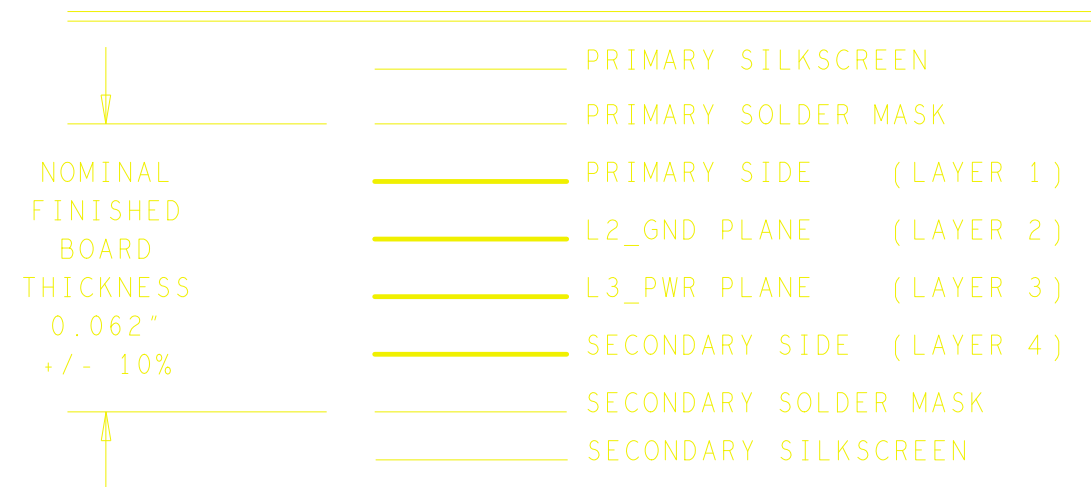 PRIMARY SILKSCREEN
PRIMARY SOLDER MASK
PRIMARY SIDE (LAYER 1)
L2_GND PLANE (LAYER 2)
L3_PWR PLANE (LAYER 3)
SECONDARY SIDE (LAYER 4)
SECONDARY SOLDER MASK
SECONDARY SILKSCREEN
NOMINAL
FINISHED
BOARD
THICKNESS
0.062"
+/- 10%